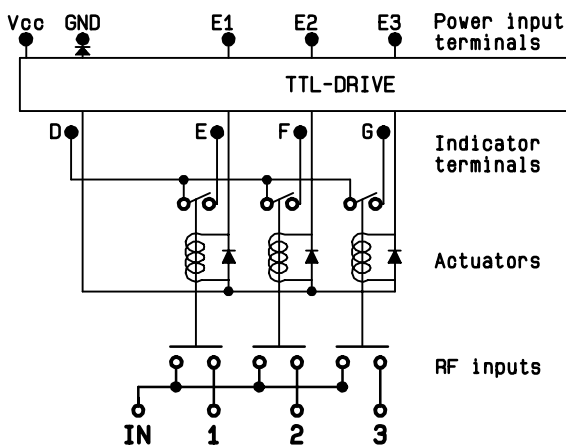 Vcc GND E1 E2 E3 Power input
terminals
TTL-DRIVE
D E F G Indicator
terminals
Actuators
RF inputs
IN 1 2 3